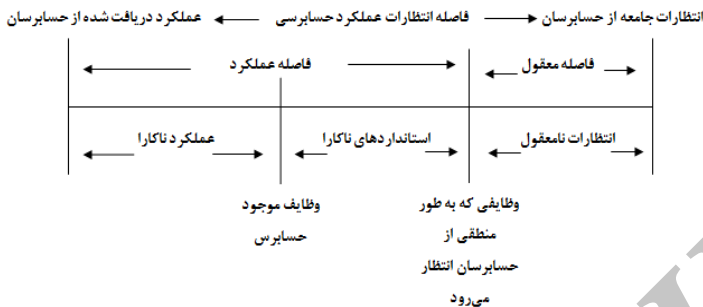 انتظارات جامعه از حسابرسان فاصله انتظارات عملکرد حسابرسی عملکرد دریافت شده از حسابرسان
فاصله معقول فاصله عملکرد
انتظارات نامعقول استانداردهای ناکارا عملکرد ناکارا
وظایفی که به طور
منطقی از
حسابرسان انتظار
می‌رود
وظایف موجود
حسابرس